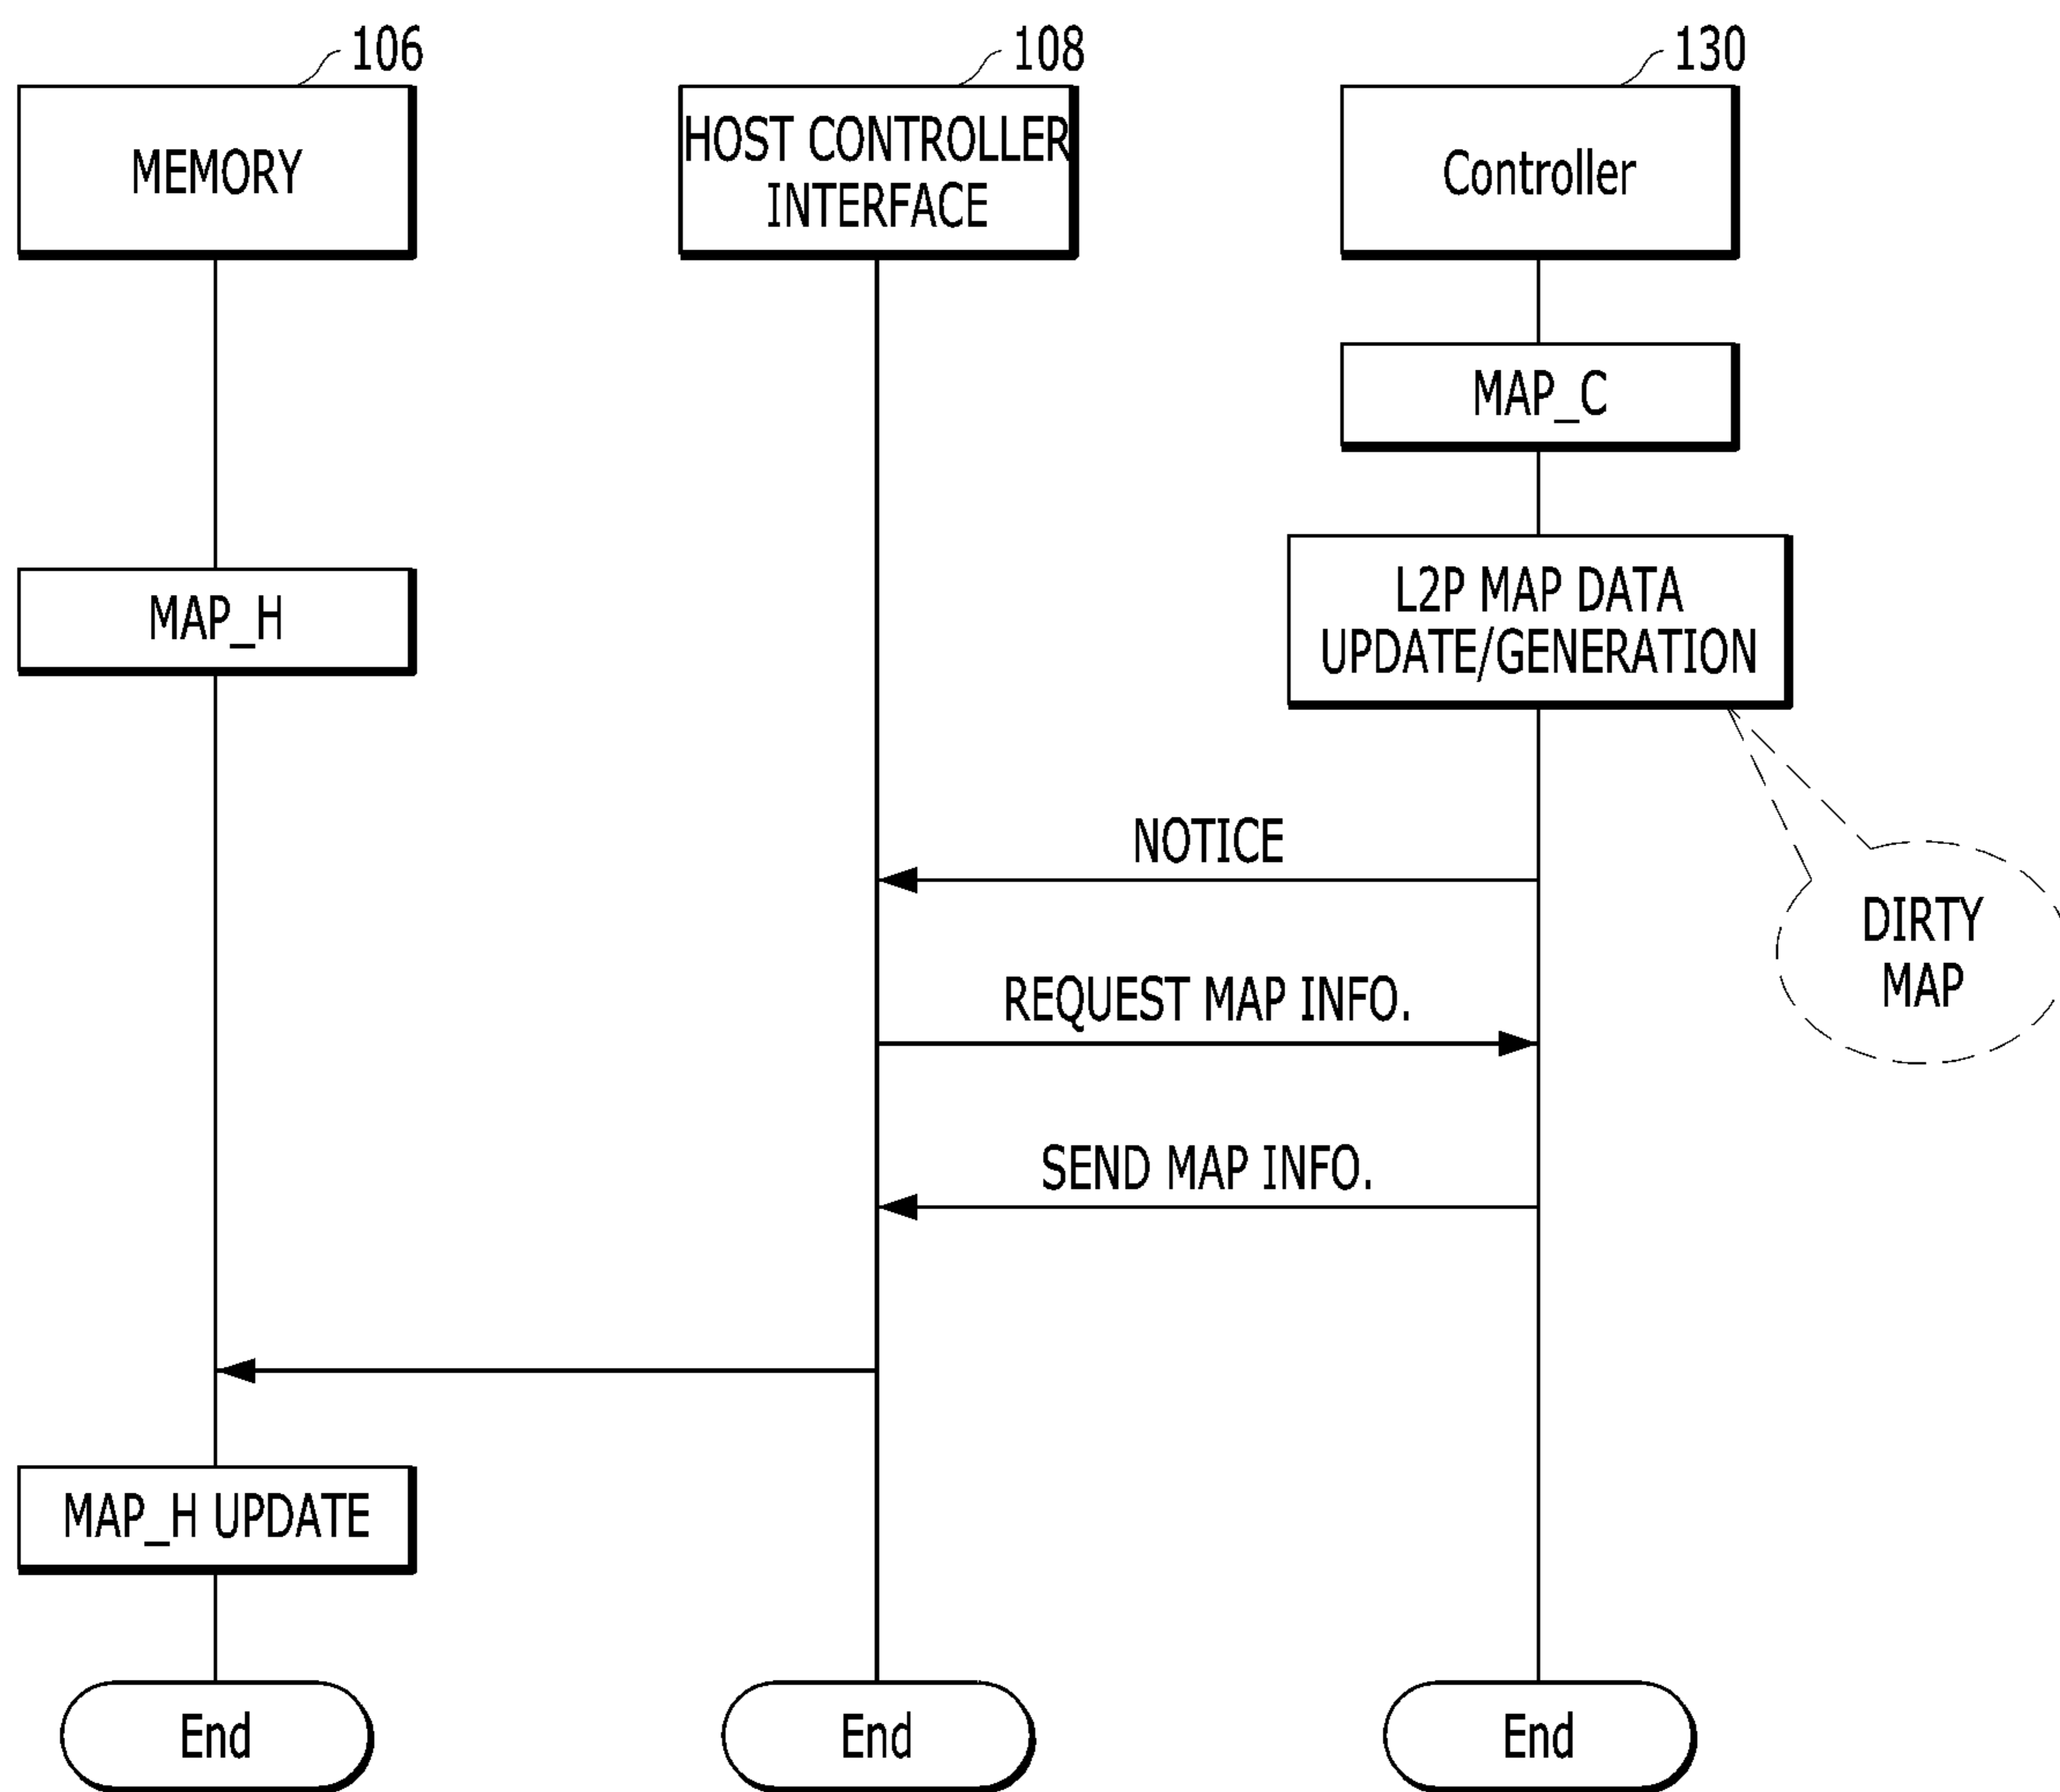 106
108
130
MEMORY
HOST CONTROLLER
INTERFACE
Controller
MAP_C
MAP_H
L2P MAP DATA
UPDATE/GENERATION
NOTICE
DIRTY
MAP
REQUEST MAP INFO.
SEND MAP INFO.
MAP_H UPDATE
End
End
End